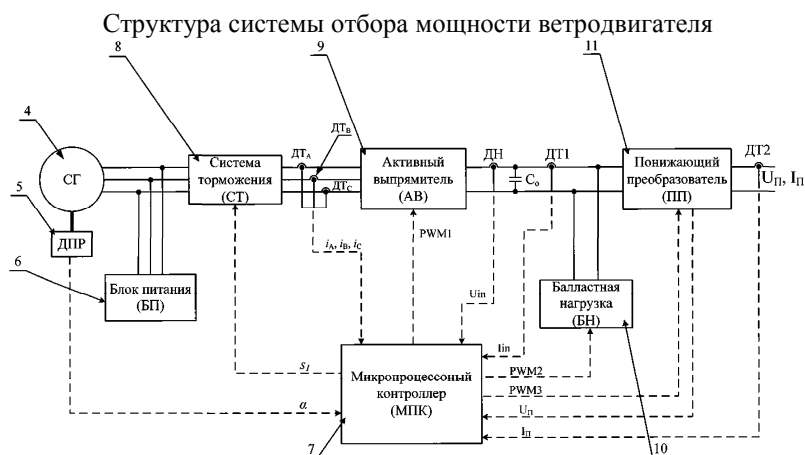 Структура системы отбора мощности ветродвигателя
8
9
11
4
СГ
5
ДПР
6
Блок питания
(БП)
Система
торможения
(СТ)
ДТА
ДТВ
ДТС
Активный
выпрямитель
(АВ)
ДН
Со
ДТ1
Понижающий
преобразователь
(ПП)
ДТ2
UП, IП
iA, iB, iC
PWM1
Uin
Iin
Балластная
нагрузка
(БН)
S1
Микропроцессоный
контроллер
(МПК)
PWM2
PWM3
α
UП
IП
7
10